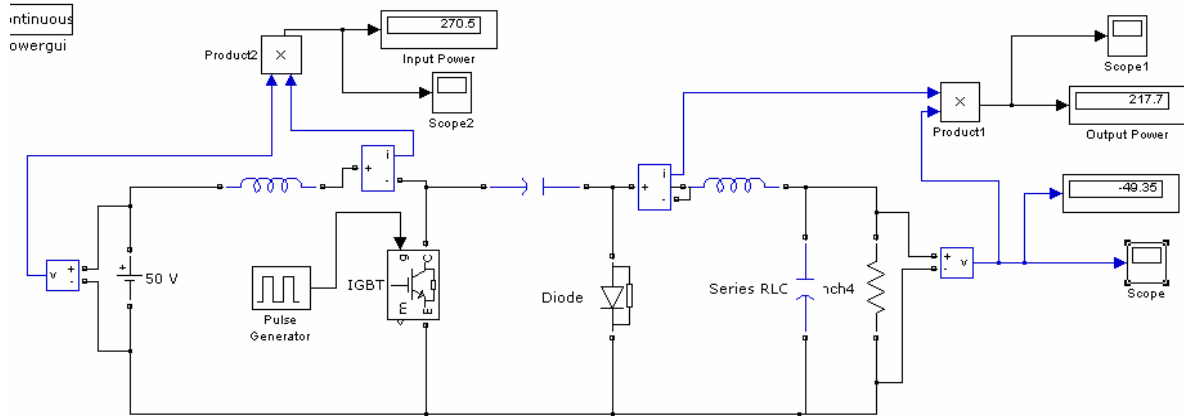 ontinuous
owergui
270.5
Product2
×
Input Power
Scope2
Scope1
×
217.7
Product1
Output Power
i
+
-
i
+
-
-49.35
v
+
-
+
50 V
g
C
IGBT
m
E
Pulse
Generator
Diode
Series RLC
nch4
+
-
v
Scope